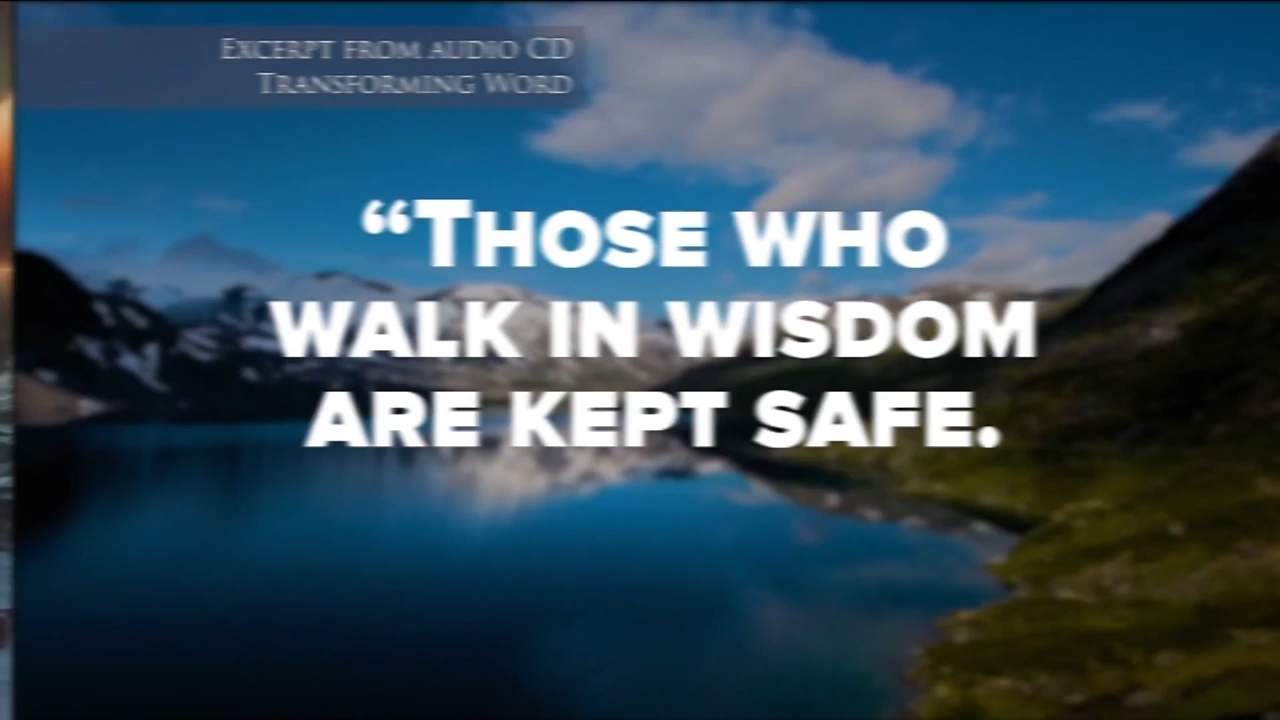 EXCERPT FROM AUDIO CD
TRANSFORMING WORD
“THOSE WHO
WALK IN WISDOM
ARE KEPT SAFE.